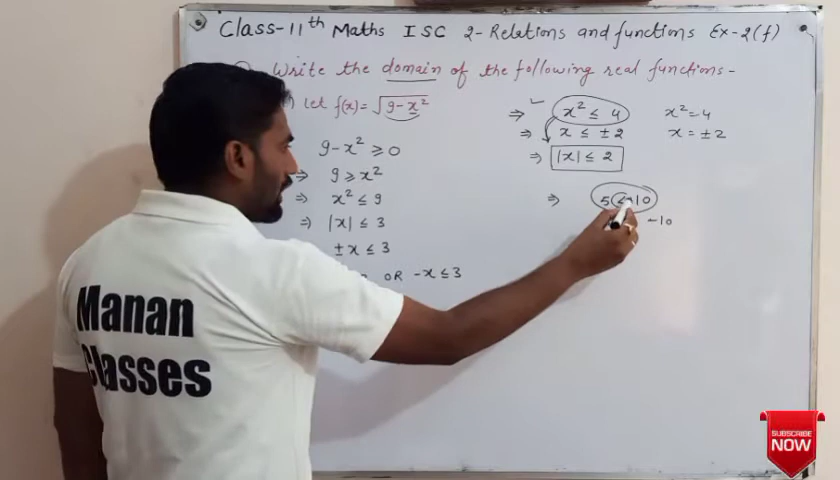 Class-11th Maths ISC 2-Relations and functions Ex-2(f)
Write the domain of the following real functions-
) let f(x) = √9-x²
9-x² ≥ 0
⇒ 9 ≥ x²
⇒ x² ≤ 9
⇒ |x| ≤ 3
±x ≤ 3
OR -x ≤ 3
⇒ x² ≤ 4
⇒ x ≤ ±2
⇒ |x| ≤ 2
x² = 4
x = ±2
⇒ 5 < 10
-10
Manan
Classes
SUBSCRIBE
NOW